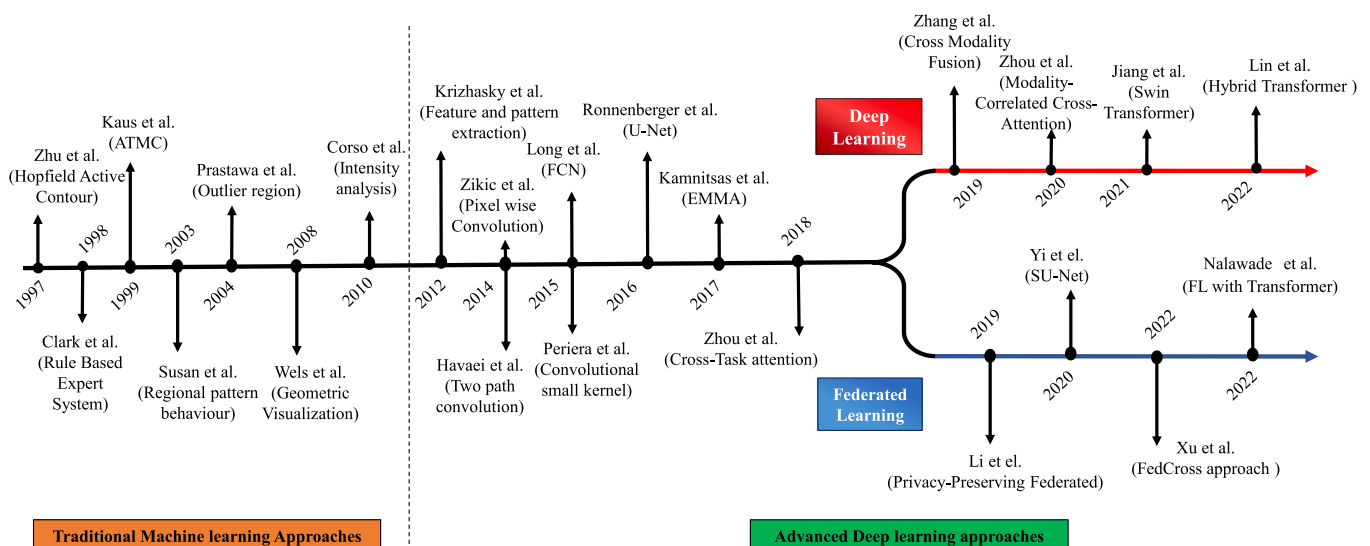 Zhu et al.
(Hopfield Active
Contour)
1997
1998
Clark et al.
(Rule Based
Expert
System)
Kaus et al.
(ATMC)
1999
2003
Susan et al.
(Regional pattern
behaviour)
Prastawa et al.
(Outlier region)
2004
2008
Wels et al.
(Geometric
Visualization)
Corso et al.
(Intensity
analysis)
2010
Krizhasky et al.
(Feature and pattern
extraction)
2012
Zikic et al.
(Pixel wise
Convolution)
2014
Havaei et al.
(Two path
convolution)
Long et al.
(FCN)
2015
Periera et al.
(Convolutional
small kernel)
Ronnenberger et al.
(U-Net)
2016
Kamnitsas et al.
(EMMA)
2017
2018
Zhou et al.
(Cross-Task attention)
Deep
Learning
Zhang et al.
(Cross Modality
Fusion)
2019
Zhou et al.
(Modality-
Correlated Cross-
Attention)
2020
Jiang et al.
(Swin
Transformer)
2021
Lin et al.
(Hybrid Transformer )
2022
Federated
Learning
2019
Li et el.
(Privacy-Preserving Federated)
Yi et el.
(SU-Net)
2020
2022
Xu et al.
(FedCross approach )
Nalawade et al.
(FL with Transformer)
2022
Traditional Machine learning Approaches
Advanced Deep learning approaches